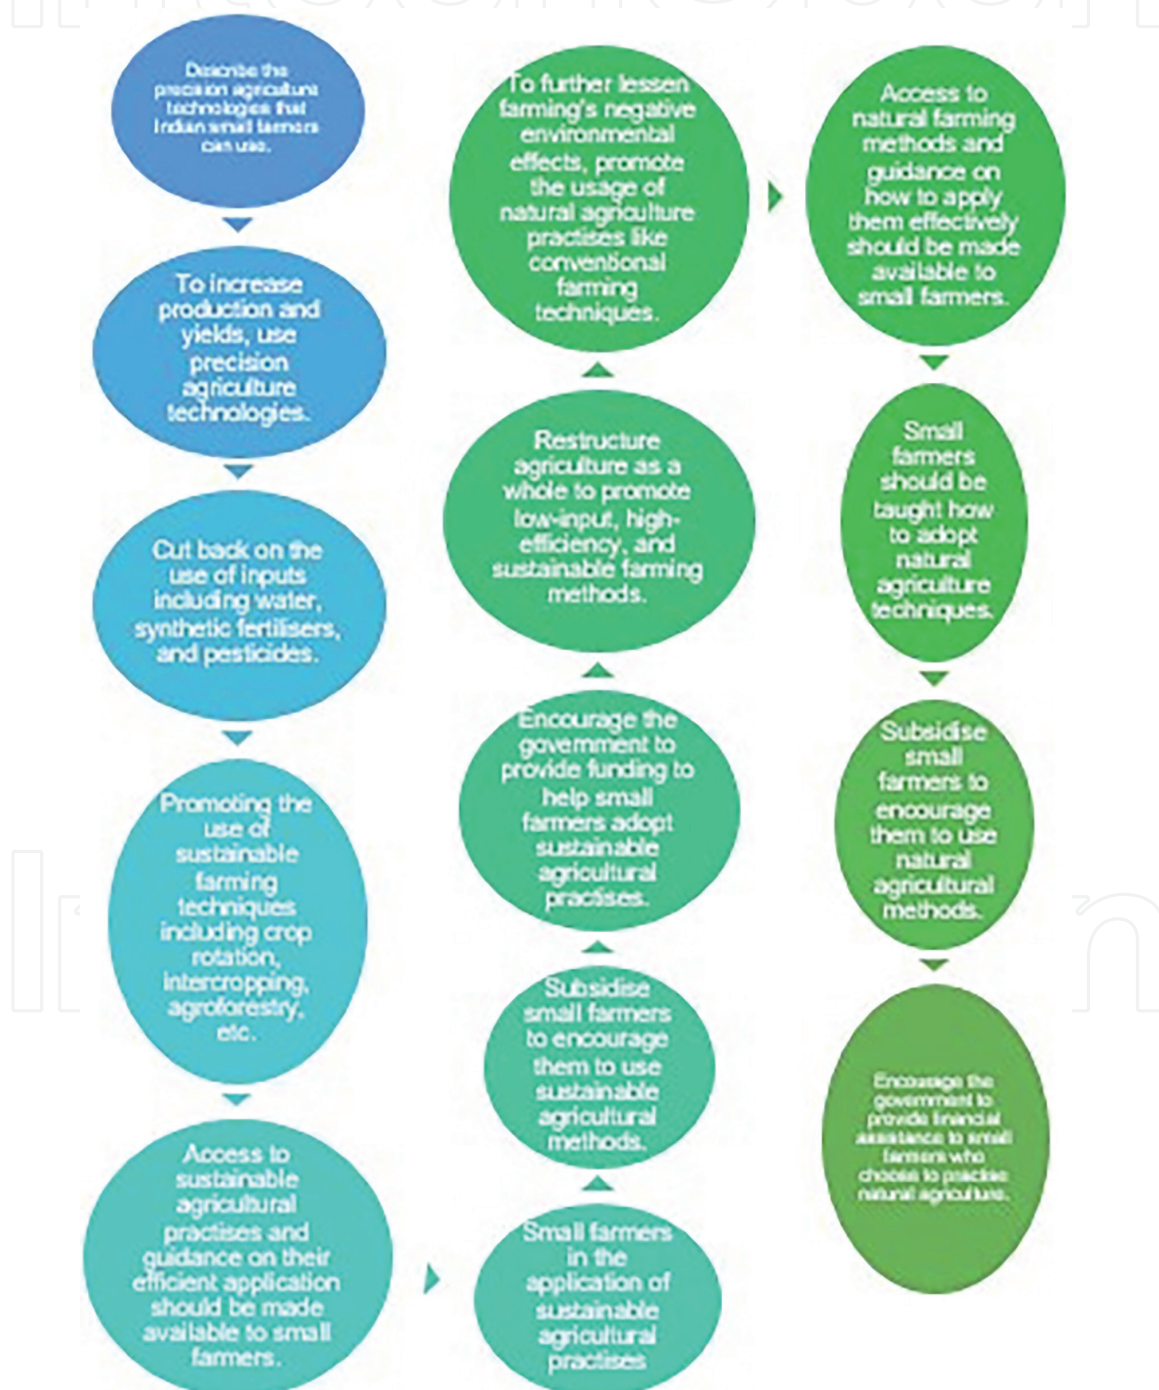 Describe the
precision agriculture
technologies that
Indian small farmers
can use.
To increase
production and
yields, use
precision
agriculture
technologies.
Cut back on the
use of inputs
including water,
synthetic fertilisers,
and pesticides.
Promoting the
use of
sustainable
farming
techniques
including crop
rotation,
intercropping,
agroforestry,
etc.
Access to
sustainable
agricultural
practises and
guidance on their
efficient application
should be made
available to small
farmers.
Small farmers
in the
application of
sustainable
agricultural
practises
Subsidise
small farmers
to encourage
them to use
sustainable
agricultural
methods.
Encourage the
government to
provide funding to
help small
farmers adopt
sustainable
agricultural
practises.
Restructure
agriculture as a
whole to promote
low-input, high-
efficiency, and
sustainable farming
methods.
To further lessen
farming's negative
environmental
effects, promote
the usage of
natural agriculture
practises like
conventional
farming
techniques.
Access to
natural farming
methods and
guidance on
how to apply
them effectively
should be made
available to
small farmers.
Small
farmers
should be
taught how
to adopt
natural
agriculture
techniques.
Subsidise
small
farmers to
encourage
them to use
natural
agricultural
methods.
Encourage the
government to
provide financial
assistance to small
farmers who
choose to practise
natural agriculture.